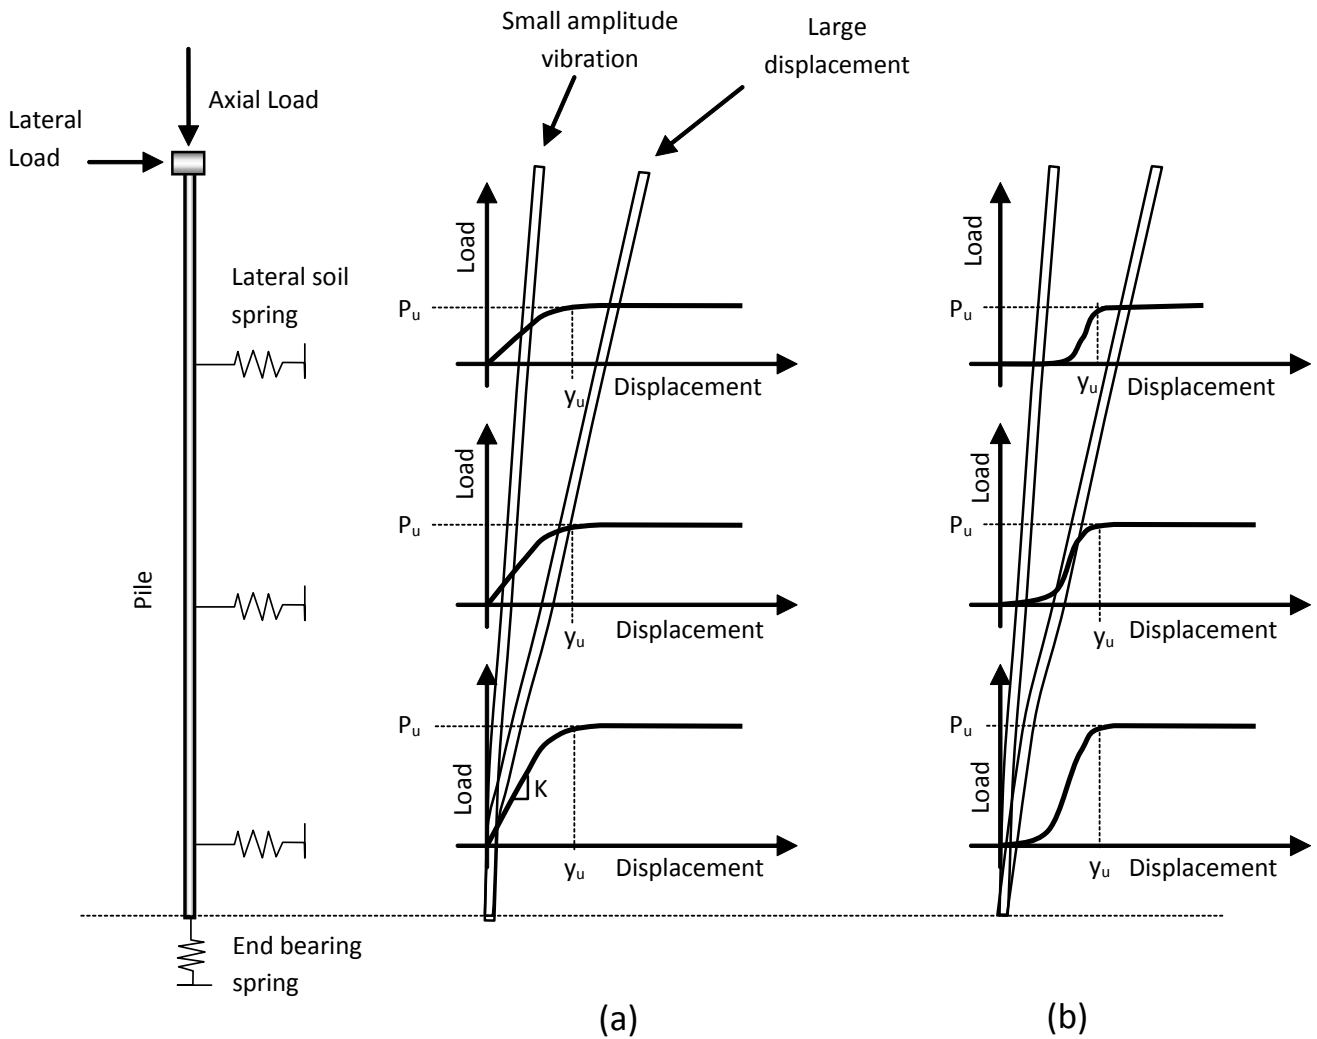 Small amplitude
vibration
Large
displacement
Axial Load
Lateral
Load
Lateral soil
spring
Pile
End bearing
spring
Load
Pᵤ
yᵤ
Displacement
Load
Pᵤ
yᵤ
Displacement
Load
Pᵤ
K
yᵤ
Displacement
(a)
Load
Pᵤ
yᵤ
Displacement
Load
Pᵤ
yᵤ
Displacement
Load
Pᵤ
yᵤ
Displacement
(b)